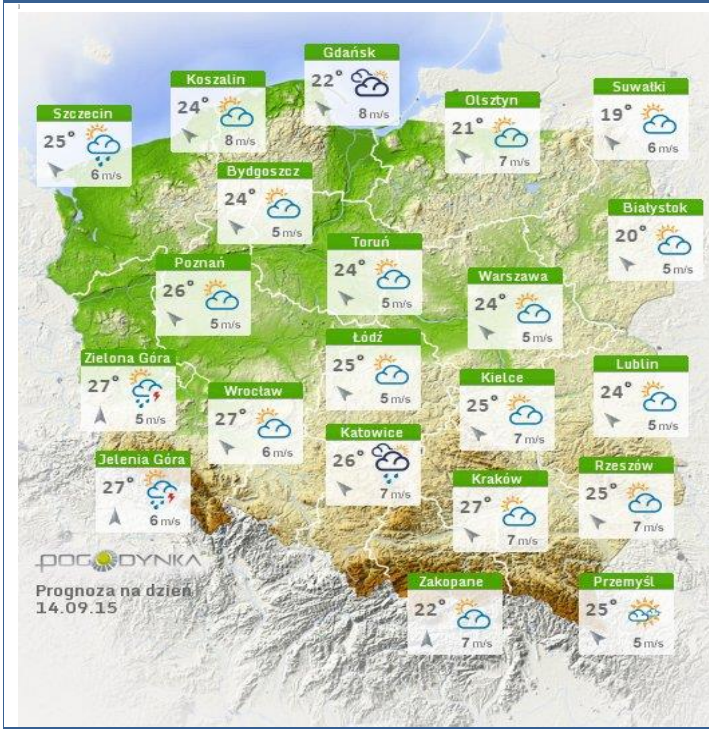 Gdańsk
22°
8 m/s
Koszalin
24°
8 m/s
Suwałki
19°
6 m/s
Olsztyn
21°
7 m/s
Szczecin
25°
6 m/s
Bydgoszcz
24°
5 m/s
Białystok
20°
5 m/s
Toruń
24°
5 m/s
Poznań
26°
5 m/s
Warszawa
24°
5 m/s
Łódź
25°
5 m/s
Zielona Góra
27°
5 m/s
Lublin
24°
5 m/s
Kielce
25°
7 m/s
Wrocław
27°
6 m/s
Katowice
26°
7 m/s
Jelenia Góra
27°
6 m/s
Rzeszów
25°
7 m/s
Kraków
27°
7 m/s
POGODYNKA
Prognoza na dzień
14.09.15
Zakopane
22°
7 m/s
Przemyśl
25°
5 m/s